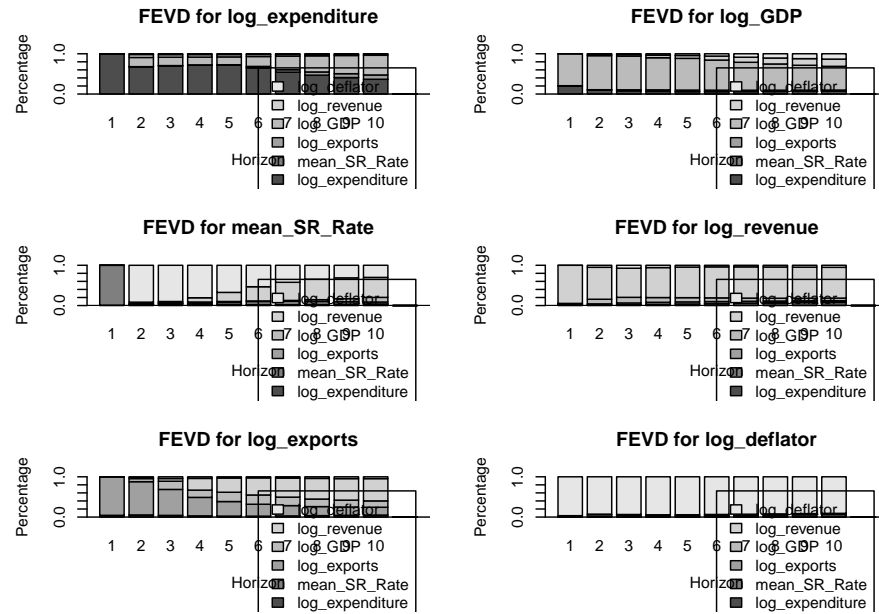 FEVD for log_expenditure
Percentage
0.0 1.0
1 2 3 4 5 6 7 8 9 10
Horizon
log_deflator
log_revenue
log_GDP
log_exports
mean_SR_Rate
log_expenditure
FEVD for log_GDP
Percentage
0.0 1.0
1 2 3 4 5 6 7 8 9 10
Horizon
log_deflator
log_revenue
log_GDP
log_exports
mean_SR_Rate
log_expenditure
FEVD for mean_SR_Rate
Percentage
0.0 1.0
1 2 3 4 5 6 7 8 9 10
Horizon
log_deflator
log_revenue
log_GDP
log_exports
mean_SR_Rate
log_expenditure
FEVD for log_revenue
Percentage
0.0 1.0
1 2 3 4 5 6 7 8 9 10
Horizon
log_deflator
log_revenue
log_GDP
log_exports
mean_SR_Rate
log_expenditure
FEVD for log_exports
Percentage
0.0 1.0
1 2 3 4 5 6 7 8 9 10
Horizon
log_deflator
log_revenue
log_GDP
log_exports
mean_SR_Rate
log_expenditure
FEVD for log_deflator
Percentage
0.0 1.0
1 2 3 4 5 6 7 8 9 10
Horizon
log_deflator
log_revenue
log_GDP
log_exports
mean_SR_Rate
log_expenditure